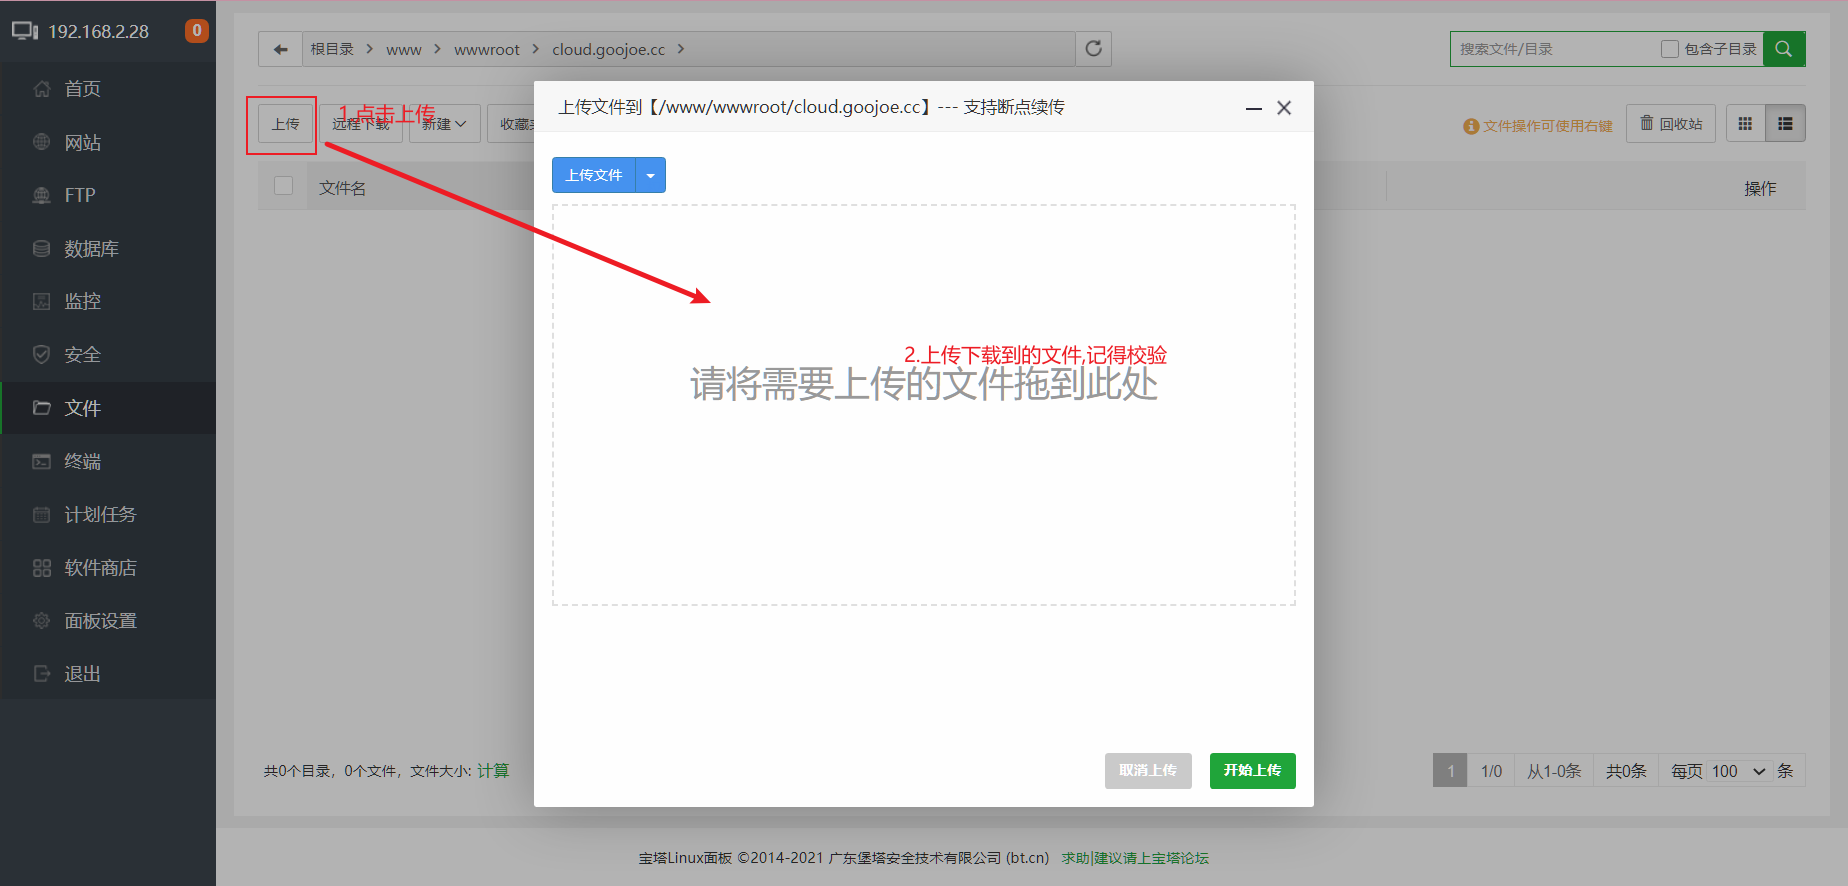 192.168.2.28
0
首页
网站
FTP
数据库
监控
安全
文件
终端
计划任务
软件商店
面板设置
退出
根目录 > www > wwwroot > cloud.goojoe.cc >
搜索文件/目录
包含子目录
上传
远程下载
新建
收藏
1.点击上传
文件操作可使用右键
回收站
文件名
操作
上传文件到【/www/wwwroot/cloud.goojoe.cc】--- 支持断点续传
上传文件
2.上传下载到的文件,记得校验
请将需要上传的文件拖到此处
取消上传
开始上传
共0个目录，0个文件，文件大小: 计算
1
1/0
从1-0条
共0条
每页 100 条
宝塔Linux面板 ©2014-2021 广东堡塔安全技术有限公司 (bt.cn) 求助|建议请上宝塔论坛